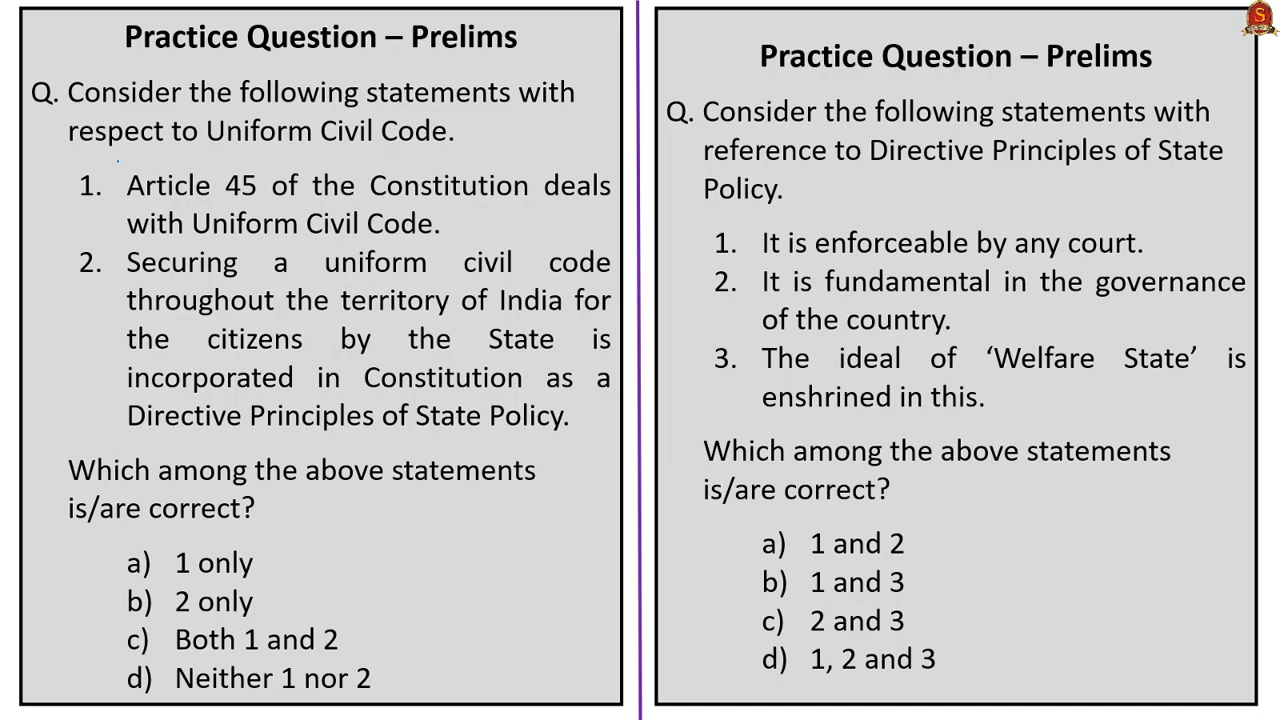 Practice Question – Prelims
Q. Consider the following statements with
respect to Uniform Civil Code.
1. Article 45 of the Constitution deals
with Uniform Civil Code.
2. Securing a uniform civil code
throughout the territory of India for
the citizens by the State is
incorporated in Constitution as a
Directive Principles of State Policy.
Which among the above statements
is/are correct?
a) 1 only
b) 2 only
c) Both 1 and 2
d) Neither 1 nor 2
Practice Question – Prelims
Q. Consider the following statements with
reference to Directive Principles of State
Policy.
1. It is enforceable by any court.
2. It is fundamental in the governance
of the country.
3. The ideal of ‘Welfare State’ is
enshrined in this.
Which among the above statements
is/are correct?
a) 1 and 2
b) 1 and 3
c) 2 and 3
d) 1, 2 and 3
S